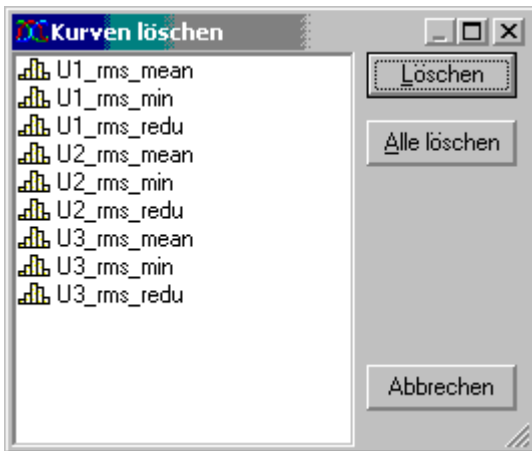 Kurven löschen
U1_rms_mean
U1_rms_min
U1_rms_redu
U2_rms_mean
U2_rms_min
U2_rms_redu
U3_rms_mean
U3_rms_min
U3_rms_redu
Löschen
Alle löschen
Abbrechen